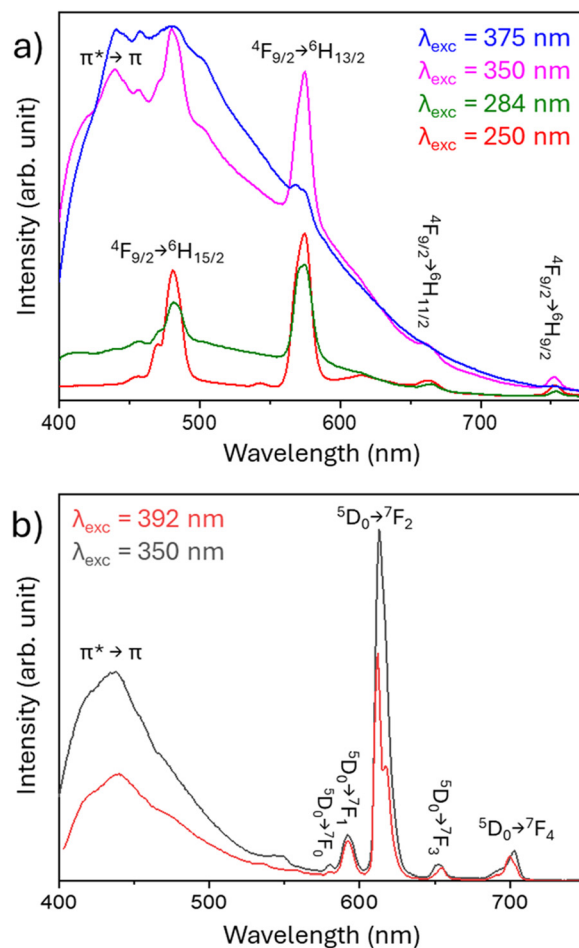 a)
π* → π
⁴F₉/₂→⁶H₁₃/₂
λexc = 375 nm
λexc = 350 nm
λexc = 284 nm
λexc = 250 nm
⁴F₉/₂→⁶H₁₅/₂
⁴F₉/₂→⁶H₁₁/₂
⁴F₉/₂→⁶H₉/₂
Intensity (arb. unit)
400 500 600 700
Wavelength (nm)
b)
λexc = 392 nm
λexc = 350 nm
⁵D₀→⁷F₂
π* → π
⁵D₀→⁷F₀
⁵D₀→⁷F₁
⁵D₀→⁷F₃
⁵D₀→⁷F₄
Intensity (arb. unit)
400 500 600 700
Wavelength (nm)